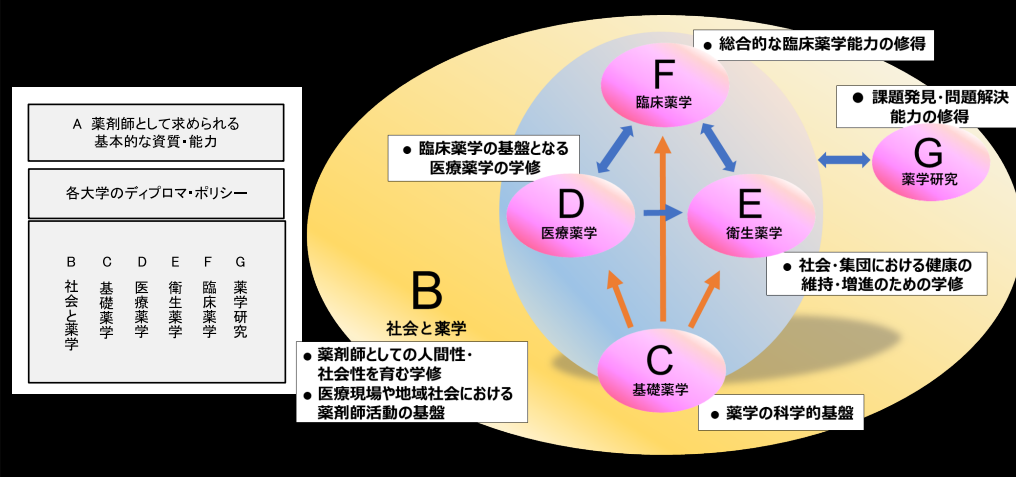 A 薬剤師として求められる
基本的な資質・能力
各大学のディプロマ・ポリシー
B 社会と薬学
C 基礎薬学
D 医療薬学
E 衛生薬学
F 臨床薬学
G 薬学研究
● 総合的な臨床薬学能力の修得
F
臨床薬学
● 課題発見・問題解決
能力の修得
G
薬学研究
● 臨床薬学の基盤となる
医療薬学の学修
D
医療薬学
E
衛生薬学
● 社会・集団における健康の
維持・増進のための学修
B
社会と薬学
● 薬剤師としての人間性・
社会性を育む学修
● 医療現場や地域社会における
薬剤師活動の基盤
C
基礎薬学
● 薬学の科学的基盤